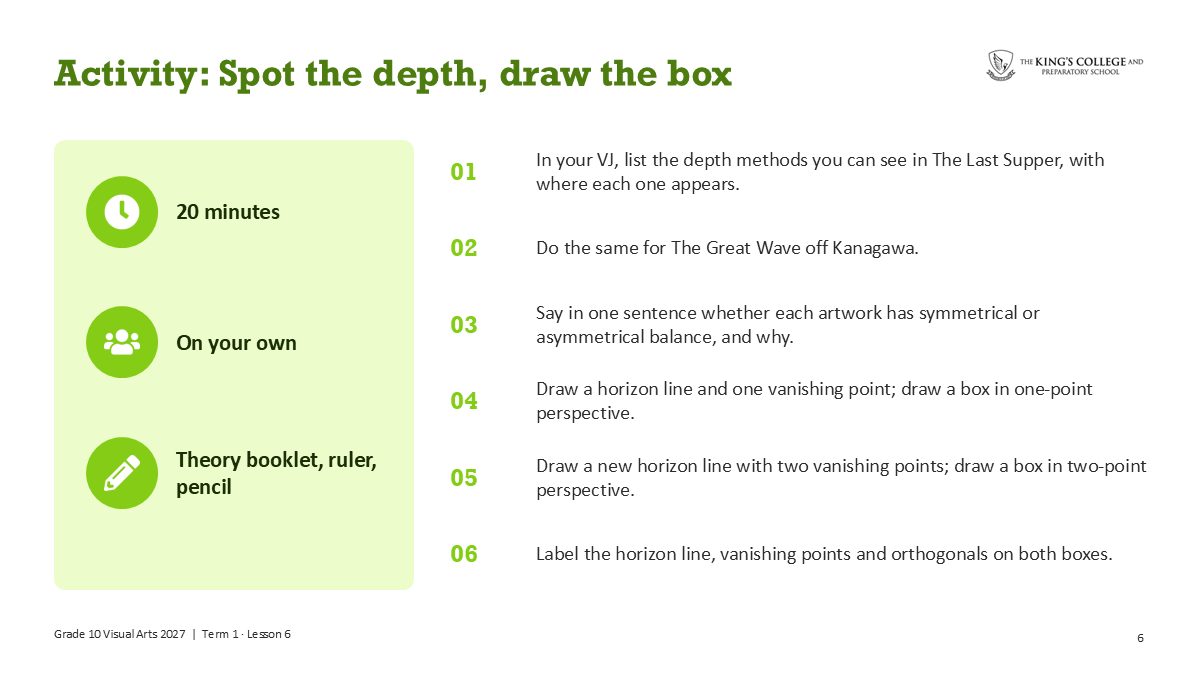 Activity: Spot the depth, draw the box
THE KING'S COLLEGE AND
PREPARATORY SCHOOL
20 minutes
On your own
Theory booklet, ruler,
pencil
01
In your VJ, list the depth methods you can see in The Last Supper, with
where each one appears.
02
Do the same for The Great Wave off Kanagawa.
03
Say in one sentence whether each artwork has symmetrical or
asymmetrical balance, and why.
04
Draw a horizon line and one vanishing point; draw a box in one-point
perspective.
05
Draw a new horizon line with two vanishing points; draw a box in two-point
perspective.
06
Label the horizon line, vanishing points and orthogonals on both boxes.
Grade 10 Visual Arts 2027 | Term 1 · Lesson 6
6